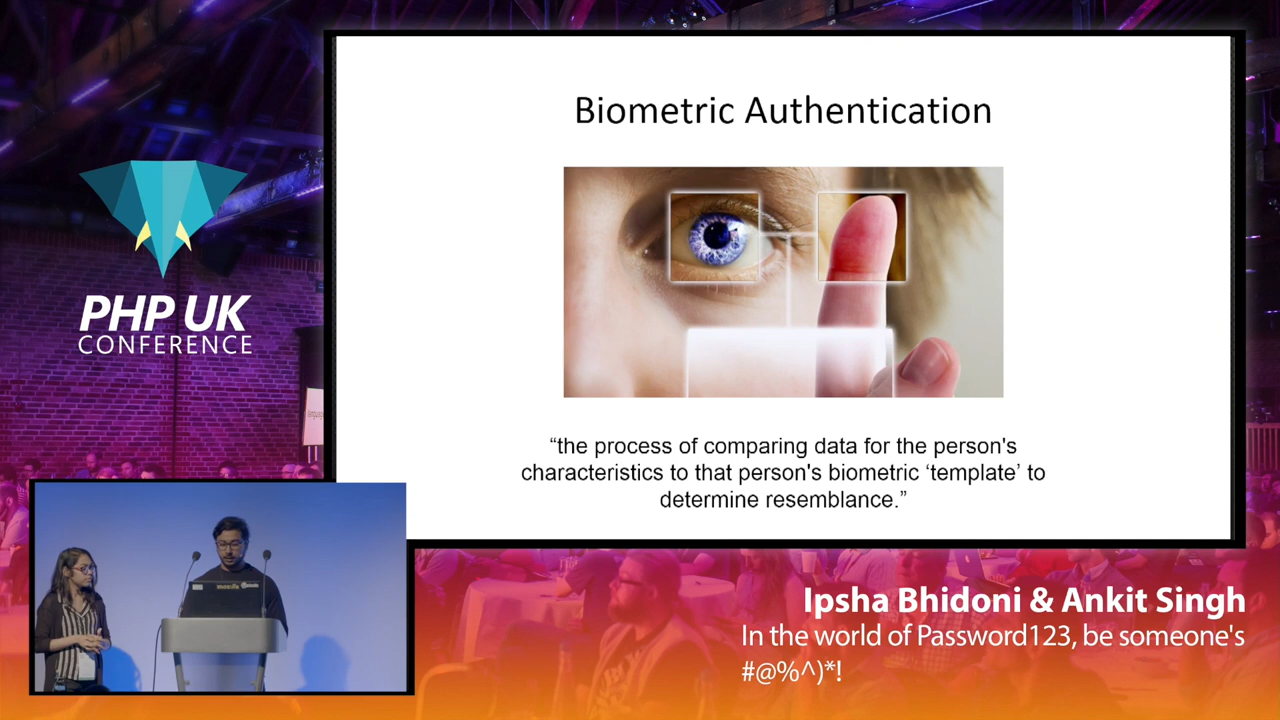 PHP UK
CONFERENCE
Biometric Authentication
“the process of comparing data for the person's
characteristics to that person's biometric ‘template’ to
determine resemblance.”
Ipsha Bhidoni & Ankit Singh
In the world of Password123, be someone's
#@%^)*!